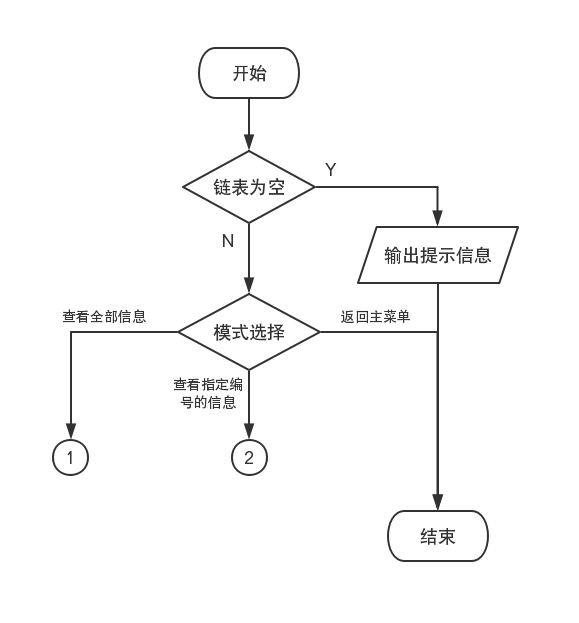 开始
链表为空
Y
N
输出提示信息
查看全部信息
模式选择
返回主菜单
查看指定编
号的信息
1
2
结束